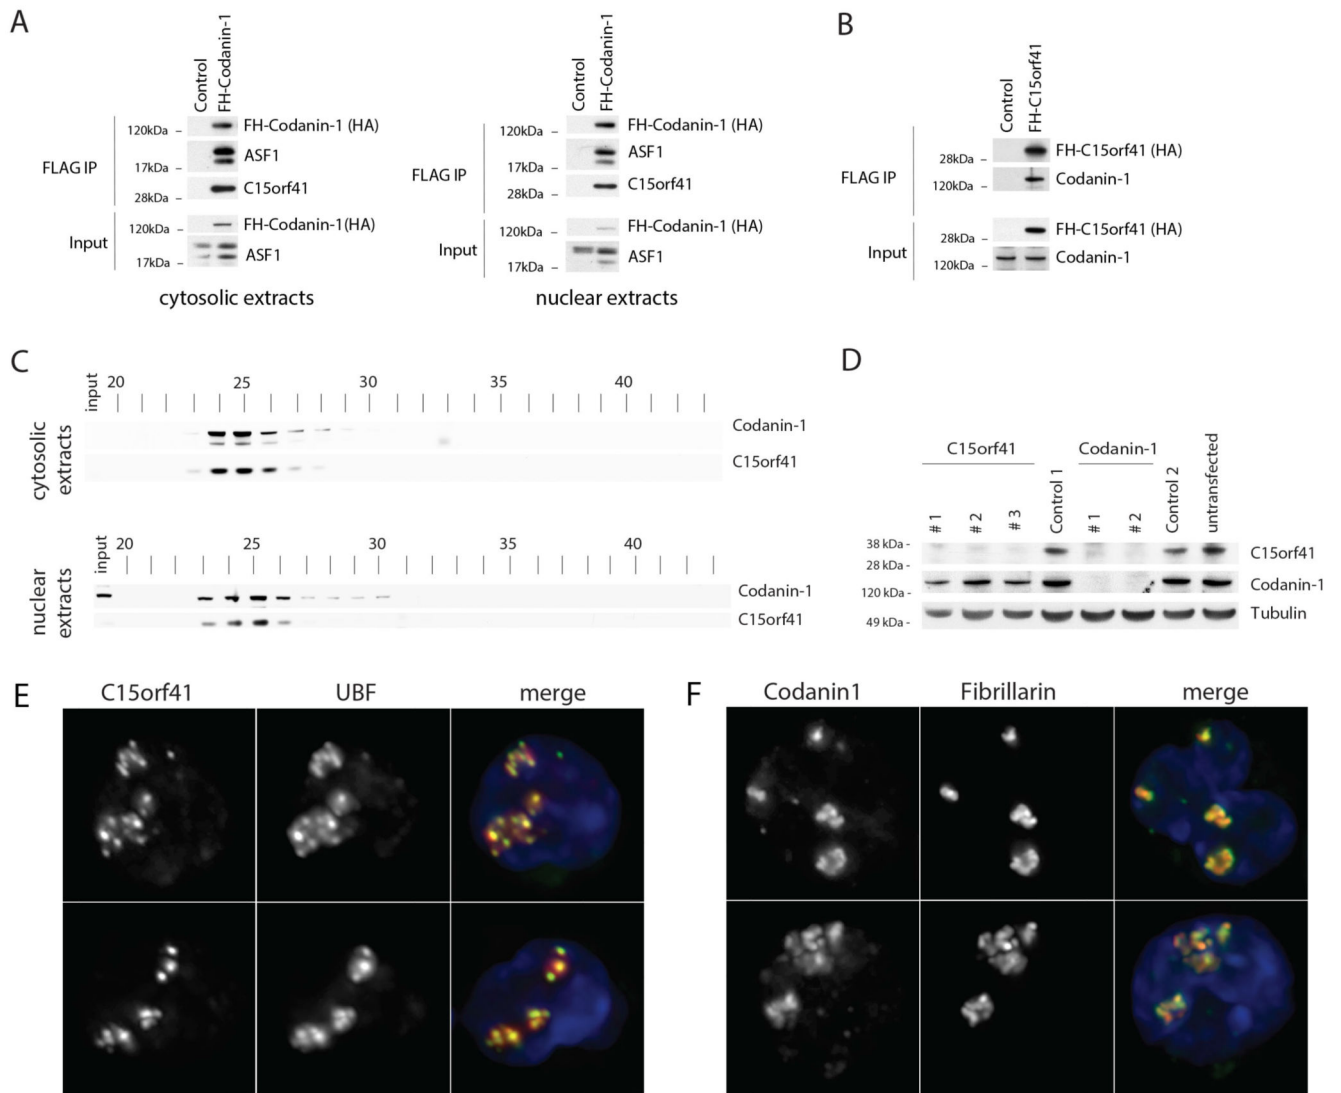 A
Control
FH-Codanin-1
FLAG IP
120kDa –
FH-Codanin-1 (HA)
17kDa –
ASF1
28kDa –
C15orf41
Input
120kDa –
FH-Codanin-1(HA)
17kDa –
ASF1
cytosolic extracts
Control
FH-Codanin-1
FLAG IP
120kDa –
FH-Codanin-1 (HA)
17kDa –
ASF1
28kDa –
C15orf41
Input
120kDa –
FH-Codanin-1 (HA)
17kDa –
ASF1
nuclear extracts
B
Control
FH-C15orf41
FLAG IP
28kDa –
FH-C15orf41 (HA)
120kDa –
Codanin-1
Input
28kDa –
FH-C15orf41 (HA)
120kDa –
Codanin-1
C
input 20 25 30 35 40
cytosolic
extracts
Codanin-1
C15orf41
input 20 25 30 35 40
nuclear
extracts
Codanin-1
C15orf41
D
C15orf41 Codanin-1
# 1 # 2 # 3 Control 1 # 1 # 2 Control 2 untransfected
38 kDa -
C15orf41
28 kDa -
Codanin-1
120 kDa -
Tubulin
49 kDa -
E C15orf41 UBF merge
F Codanin1 Fibrillarin merge